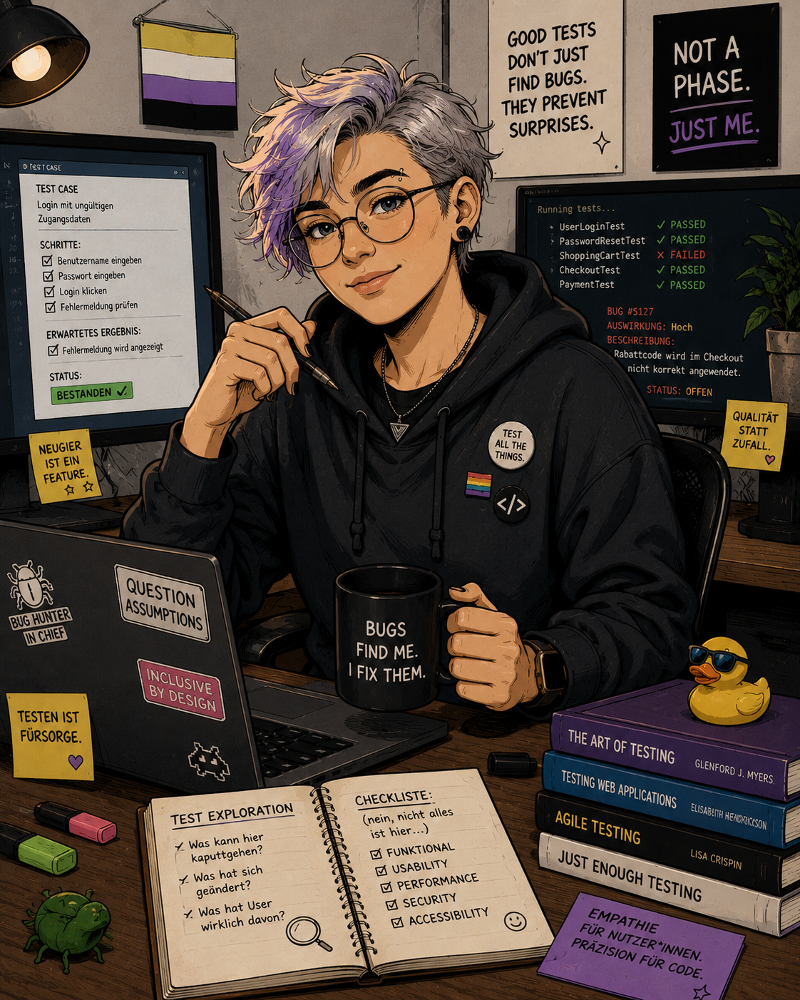 GOOD TESTS
DON'T JUST
FIND BUGS.
THEY PREVENT
SURPRISES.
NOT A
PHASE.
JUST ME.
TEST CASE
TEST CASE
Login mit ungültigen
Zugangsdaten
SCHRITTE:
Benutzername eingeben
Passwort eingeben
Login klicken
Fehlermeldung prüfen
ERWARTETES ERGEBNIS:
Fehlermeldung wird angezeigt
STATUS:
BESTANDEN ✓
Running tests...
UserLoginTest ✓ PASSED
PasswordResetTest ✓ PASSED
ShoppingCartTest ✗ FAILED
CheckoutTest ✓ PASSED
PaymentTest ✓ PASSED
BUG #5127
AUSWIRKUNG: Hoch
BESCHREIBUNG:
Rabattcode wird im Checkout
nicht korrekt angewendet.
STATUS: OFFEN
NEUGIER
IST EIN
FEATURE.
QUALITÄT
STATT
ZUFALL.
TEST
ALL THE
THINGS.
</>
BUG HUNTER
IN CHIEF
QUESTION
ASSUMPTIONS
INCLUSIVE
BY DESIGN
BUGS
FIND ME.
I FIX THEM.
TESTEN IST
FÜRSORGE.
THE ART OF TESTING GLENFORD J. MYERS
TESTING WEB APPLICATIONS ELISABETH
AGILE TESTING LISA CRISPIN
JUST ENOUGH TESTING
TEST EXPLORATION
Was kann hier
kaputtgehen?
Was hat sich
geändert?
Was hat User
wirklich davon?
CHECKLISTE:
(nein, nicht alles
ist hier...)
FUNKTIONAL
USABILITY
PERFORMANCE
SECURITY
ACCESSIBILITY
EMPATHIE
FÜR NUTZER*INNEN.
PRÄZISION FÜR CODE.